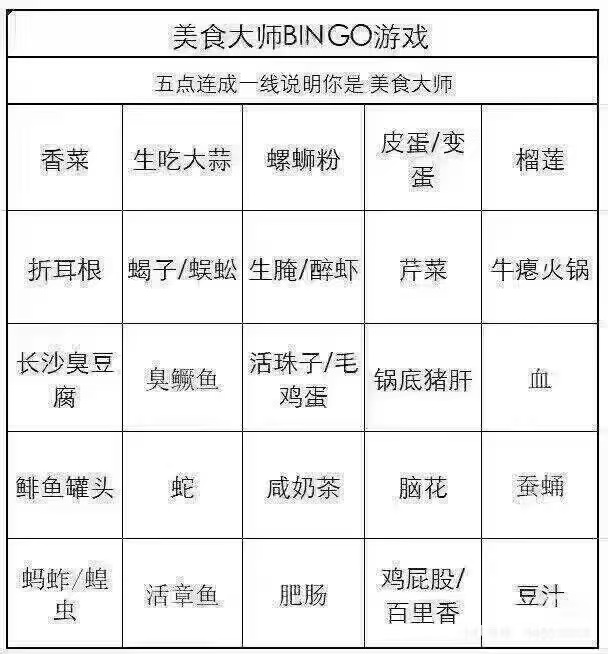 美食大师BINGO游戏
五点连成一线说明你是 美食大师
香菜 生吃大蒜 螺蛳粉 皮蛋/变
蛋 榴莲
折耳根 蝎子/蜈蚣 生腌/醉虾 芹菜 牛瘪火锅
长沙臭豆
腐 臭鳜鱼 活珠子/毛
鸡蛋 锅底猪肝 血
鲱鱼罐头 蛇 咸奶茶 脑花 蚕蛹
蚂蚱/蝗
虫 活章鱼 肥肠 鸡屁股/
百里香 豆汁